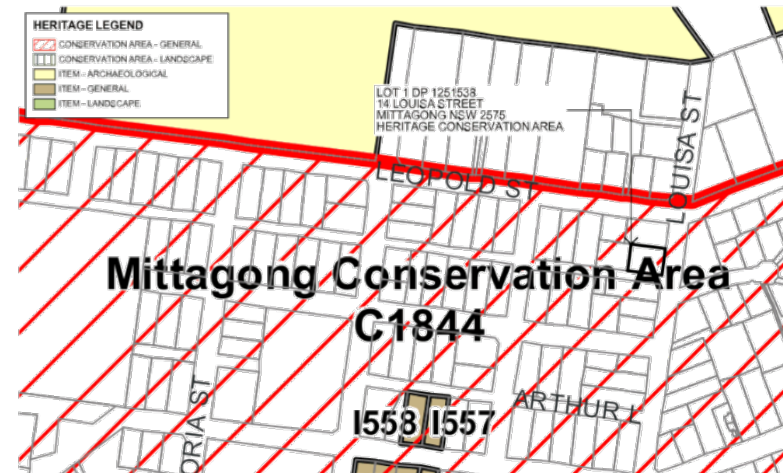 HERITAGE LEGEND
CONSERVATION AREA - GENERAL
CONSERVATION AREA - LANDSCAPE
ITEM - ARCHAEOLOGICAL
ITEM - GENERAL
ITEM - LANDSCAPE
LOT 1 DP 1251538
14 LOUISA STREET
MITTAGONG NSW 2575
HERITAGE CONSERVATION AREA
LEOPOLD ST
LOUISA ST
Mittagong Conservation Area
C1844
I558 I557
ARTHUR L
ORIA ST